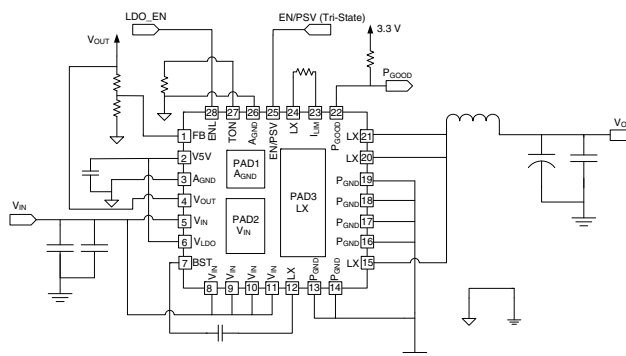 LDO_EN
EN/PSV (Tri-State)
VOUT
3.3 V
PGOOD
28
27
26
25
24
23
22
ENL
TON
AGND
EN/PSV
LX
ILIM
PGOOD
1
FB
2
V5V
3
AGND
4
VOUT
5
VIN
6
VLDO
7
BST
PAD1
AGND
PAD2
VIN
PAD3
LX
LX
21
LX
20
PGND
19
PGND
18
PGND
17
PGND
16
LX
15
VIN
VIN
VIN
VIN
LX
PGND
PGND
8
9
10
11
12
13
14
VIN